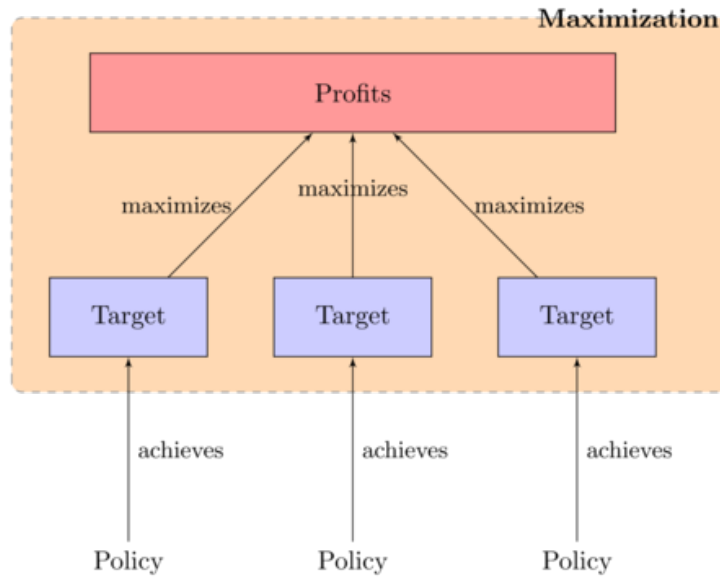 Maximization
Profits
maximizes
maximizes
maximizes
Target
Target
Target
achieves
achieves
achieves
Policy
Policy
Policy